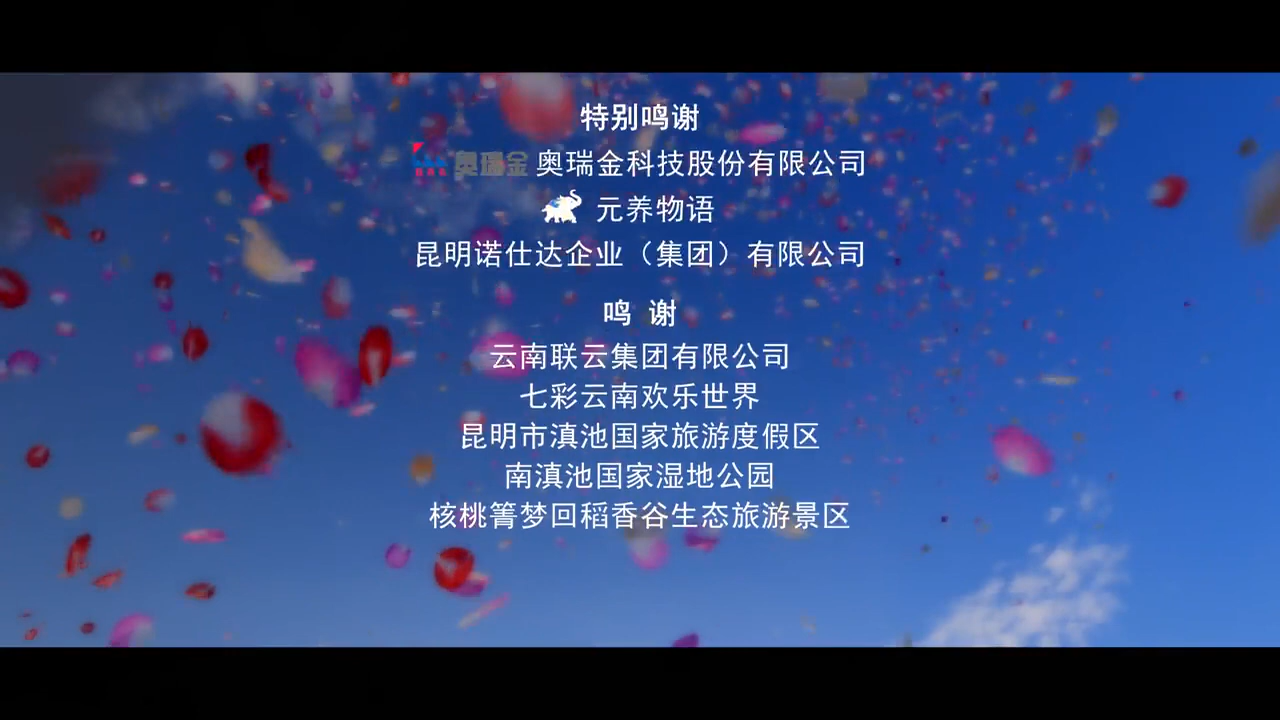 特别鸣谢
奥瑞金 奥瑞金科技股份有限公司
元养物语
昆明诺仕达企业（集团）有限公司
鸣 谢
云南联云集团有限公司
七彩云南欢乐世界
昆明市滇池国家旅游度假区
南滇池国家湿地公园
核桃箐梦回稻香谷生态旅游景区